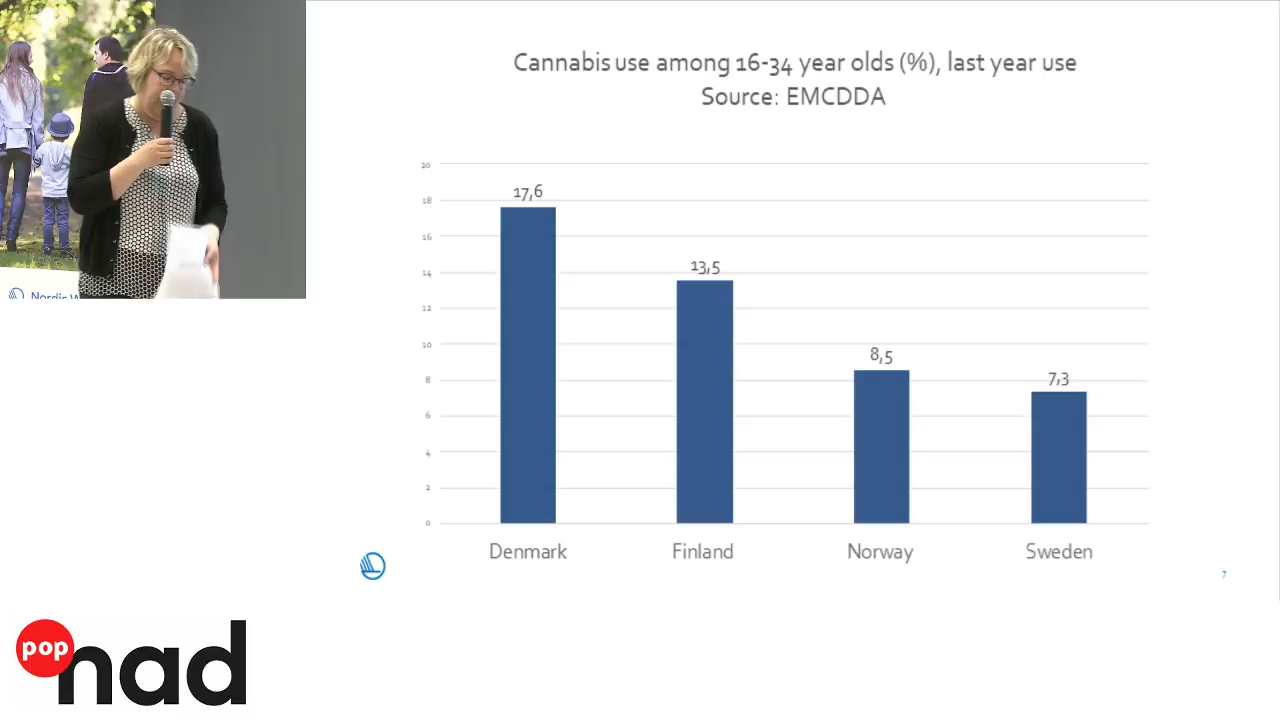 Cannabis use among 16-34 year olds (%), last year use
Source: EMCDDA
20
18
16
14
12
10
8
6
4
2
0
17,6
13,5
8,5
7,3
Denmark
Finland
Norway
Sweden
7
Nordic
pop
nad